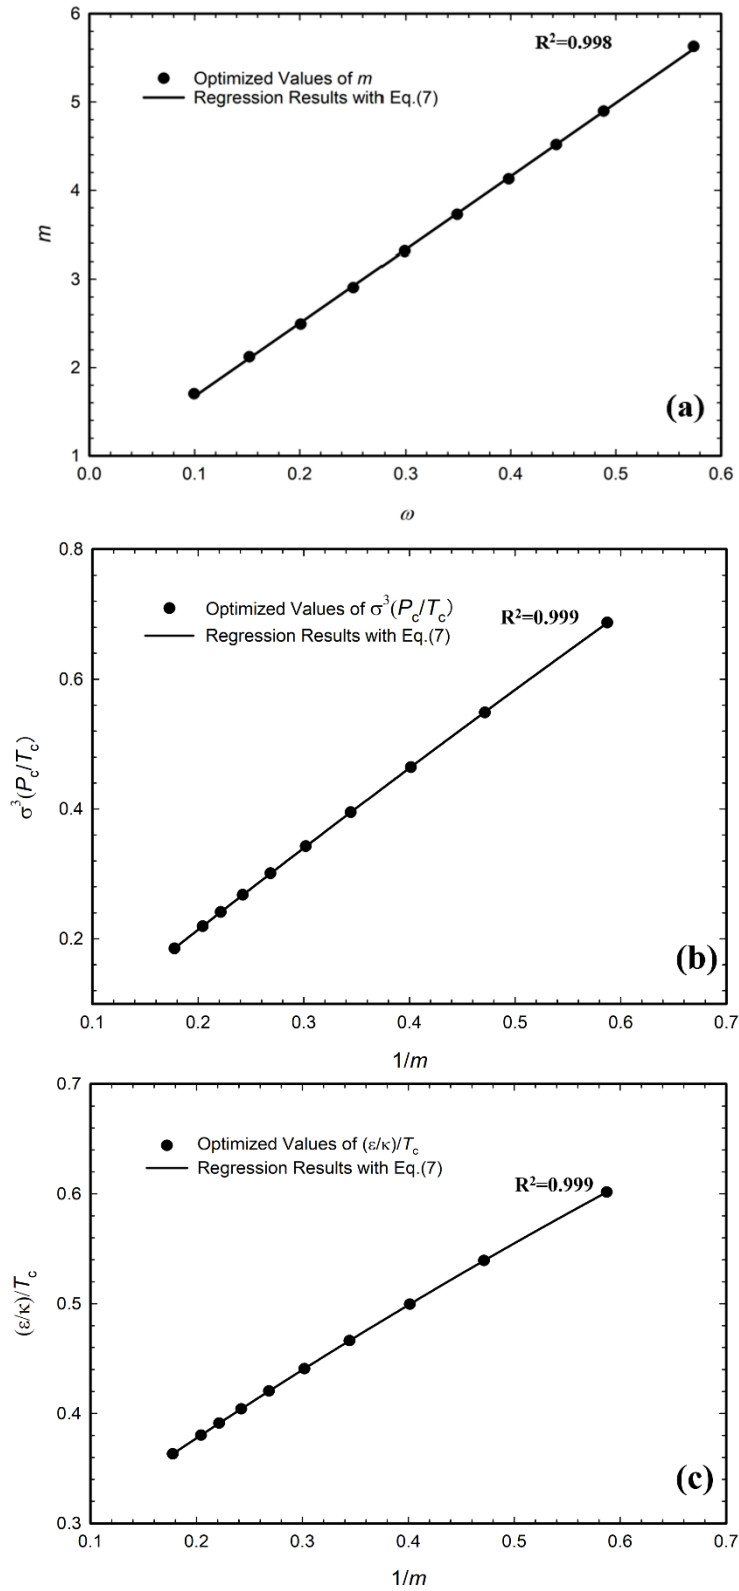 6
R²=0.998
Optimized Values of m
Regression Results with Eq.(7)
5
4
m
3
2
(a)
1
0.0 0.1 0.2 0.3 0.4 0.5 0.6
ω
0.8
Optimized Values of σ³(Pc/Tc)
R²=0.999
Regression Results with Eq.(7)
0.6
σ³(Pc/Tc)
0.4
0.2
(b)
0.1 0.2 0.3 0.4 0.5 0.6 0.7
1/m
0.7
Optimized Values of (ε/κ)/Tc
Regression Results with Eq.(7)
R²=0.999
0.6
(ε/κ)/Tc
0.5
0.4
(c)
0.3
0.1 0.2 0.3 0.4 0.5 0.6 0.7
1/m